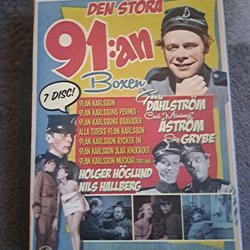 DEN STORA
91:an
Boxen
7 DISC!
91:AN KARLSSON
91:AN KARLSSONS PERMIS
91:AN KARLSSONS BRAVADER
ALLA TIDERS 91:AN KARLSSON
91:AN KARLSSON RYCKER IN
91:AN KARLSSON SLÅR KNOCKOUT
91:AN KARLSSON MUCKAR
Gus DAHLSTRÖM
ÅSTRÖM
GRYBE
HOLGER HÖGLUND
NILS HALLBERG